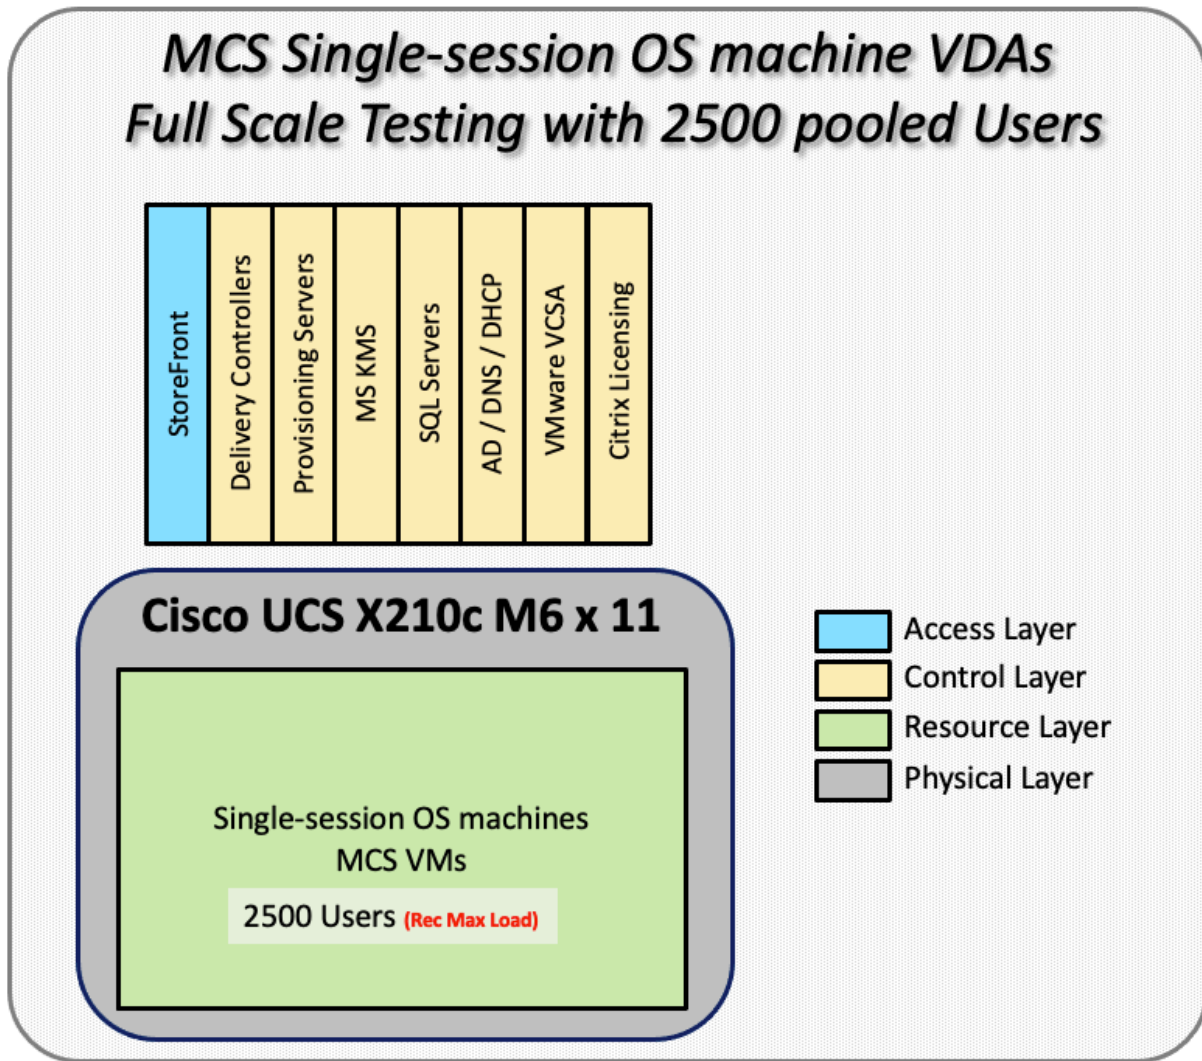 MCS Single-session OS machine VDAs
Full Scale Testing with 2500 pooled Users
StoreFront
Delivery Controllers
Provisioning Servers
MS KMS
SQL Servers
AD / DNS / DHCP
VMware VCSA
Citrix Licensing
Cisco UCS X210c M6 x 11
Single-session OS machines
MCS VMs
2500 Users (Rec Max Load)
Access Layer
Control Layer
Resource Layer
Physical Layer